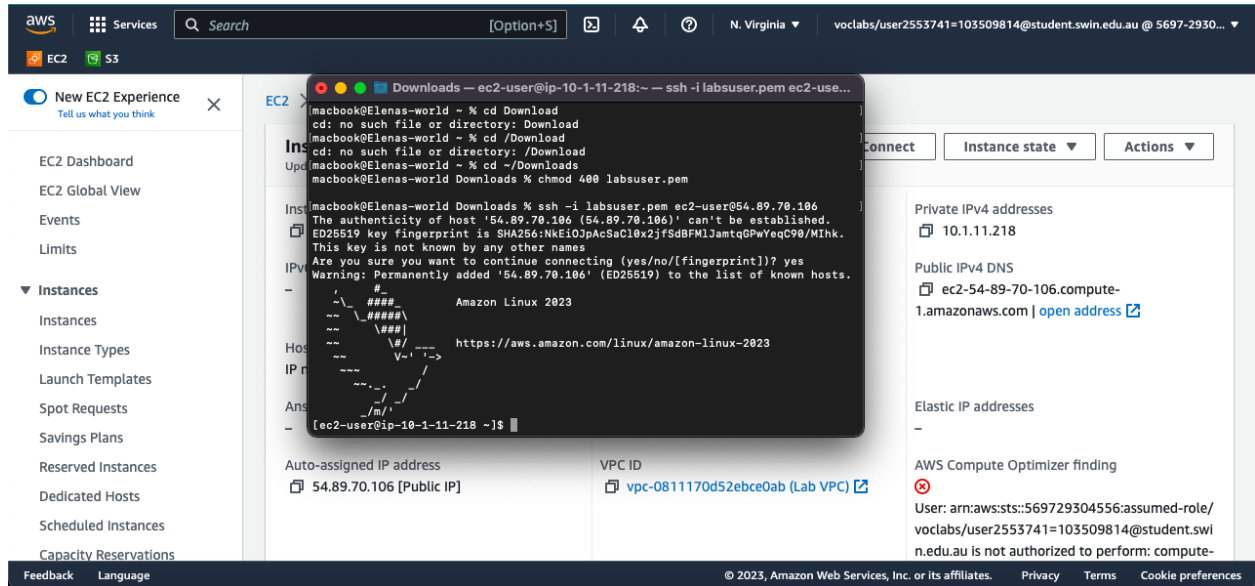 aws
Services
Search
[Option+S]
N. Virginia ▼
voclabs/user2553741=103509814@student.swin.edu.au @ 5697-2930... ▼
EC2
S3
New EC2 Experience
Tell us what you think
EC2 Dashboard
EC2 Global View
Events
Limits
▼ Instances
Instances
Instance Types
Launch Templates
Spot Requests
Savings Plans
Reserved Instances
Dedicated Hosts
Scheduled Instances
Capacity Reservations
EC2
Downloads — ec2-user@ip-10-1-11-218:~ — ssh -i labsuser.pem ec2-use...
[macbook@Elenas-world ~ % cd Download ]
cd: no such file or directory: Download
[macbook@Elenas-world ~ % cd /Download ]
cd: no such file or directory: /Download
[macbook@Elenas-world ~ % cd ~/Downloads ]
macbook@Elenas-world Downloads % chmod 400 labsuser.pem
[macbook@Elenas-world Downloads % ssh -i labsuser.pem ec2-user@54.89.70.106 ]
The authenticity of host '54.89.70.106 (54.89.70.106)' can't be established.
ED25519 key fingerprint is SHA256:NkEiOJpAcSaCl0x2jfSdBFMlJamtqGPwYeqC90/MIhk.
This key is not known by any other names
Are you sure you want to continue connecting (yes/no/[fingerprint])? yes
Warning: Permanently added '54.89.70.106' (ED25519) to the list of known hosts.
   ,     #_
   ~\_  ####_        Amazon Linux 2023
  ~~  \_#####\
  ~~     \###|
  ~~       \#/ ___   https://aws.amazon.com/linux/amazon-linux-2023
   ~~       V~' '->
    ~~~         /
      ~~._.   _/
         _/ _/
       _/m/'
[ec2-user@ip-10-1-11-218 ~]$
Connect
Instance state ▼
Actions ▼
Private IPv4 addresses
10.1.11.218
Public IPv4 DNS
ec2-54-89-70-106.compute-
1.amazonaws.com | open address
Elastic IP addresses
–
Auto-assigned IP address
54.89.70.106 [Public IP]
VPC ID
vpc-0811170d52ebce0ab (Lab VPC)
AWS Compute Optimizer finding
User: arn:aws:sts::569729304556:assumed-role/
voclabs/user2553741=103509814@student.swi
n.edu.au is not authorized to perform: compute-
Feedback
Language
© 2023, Amazon Web Services, Inc. or its affiliates.
Privacy
Terms
Cookie preferences